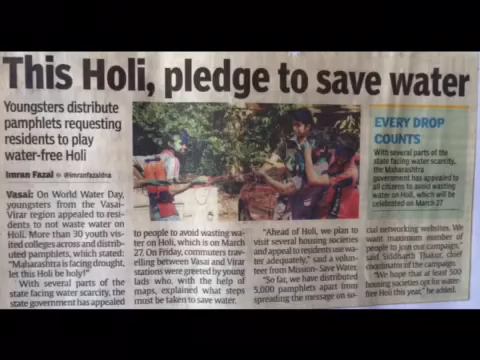 This Holi, pledge to save water
Youngsters distribute
pamphlets requesting
residents to play
water-free Holi
Imran Fazal @imranfazaldna
Vasai: On World Water Day,
youngsters from the Vasai-
Virar region appealed to resi-
dents to not waste water on
Holi. More than 30 youth vis-
ited colleges across and distrib-
uted pamphlets, which stated:
"Maharashtra is facing drought,
let this Holi be holy!"
With several parts of the
state facing water scarcity, the
state government has appealed
to people to avoid wasting wa-
ter on Holi, which is on March
27. On Friday, commuters trav-
elling between Vasai and Virar
stations were greeted by young
lads who, with the help of
maps, explained what steps
must be taken to save water.
"Ahead of Holi, we plan to
visit several housing societies
and appeal to residents use wa-
ter adequately," said a volun-
teer from Mission- Save Water.
"So far, we have distributed
5,000 pamphlets apart from
spreading the message on so-
EVERY DROP
COUNTS
With several parts of the
state facing water scarcity,
the Maharashtra
government has appealed to
all citizens to avoid wasting
water on Holi, which will be
celebrated on March 27
cial networking websites. We
want maximum number of
people to join out campaign,"
said Siddharth Thakur, chief
coordinator of the campaign.
"We hope that at least 500
housing societies opt for water-
free Holi this year," he added.